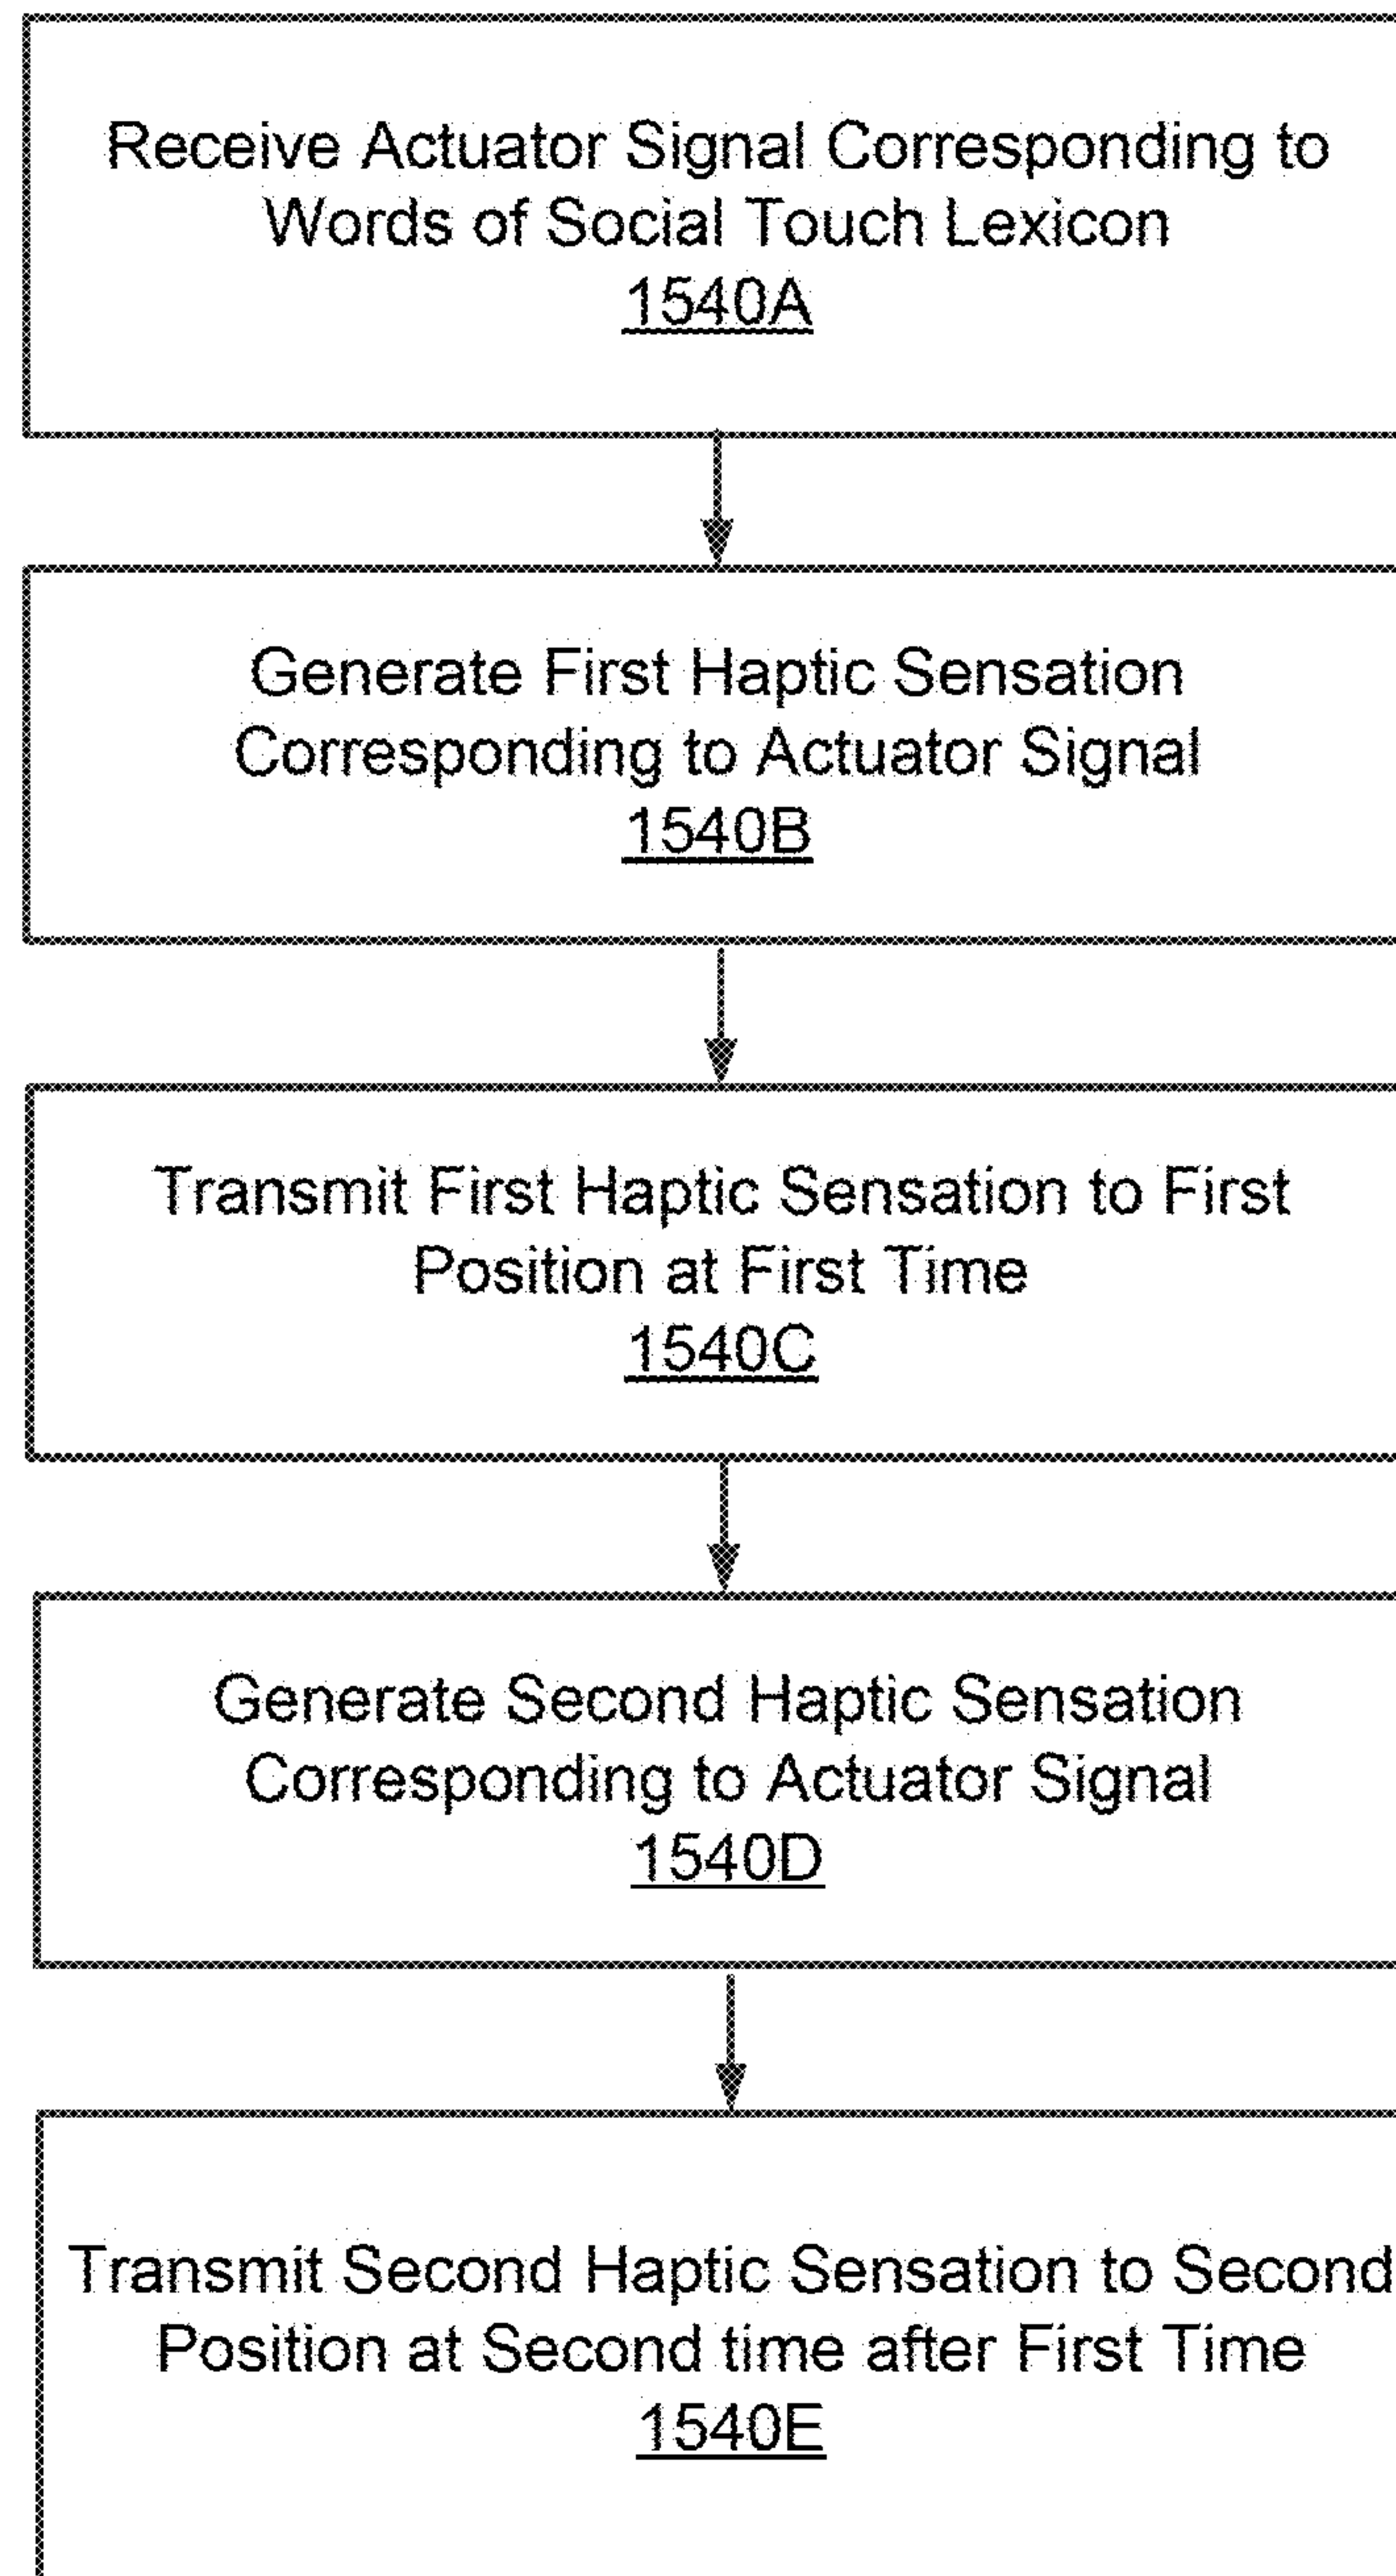 Receive Actuator Signal Corresponding to
Words of Social Touch Lexicon
1540A
Generate First Haptic Sensation
Corresponding to Actuator Signal
1540B
Transmit First Haptic Sensation to First
Position at First Time
1540C
Generate Second Haptic Sensation
Corresponding to Actuator Signal
1540D
Transmit Second Haptic Sensation to Second
Position at Second time after First Time
1540E